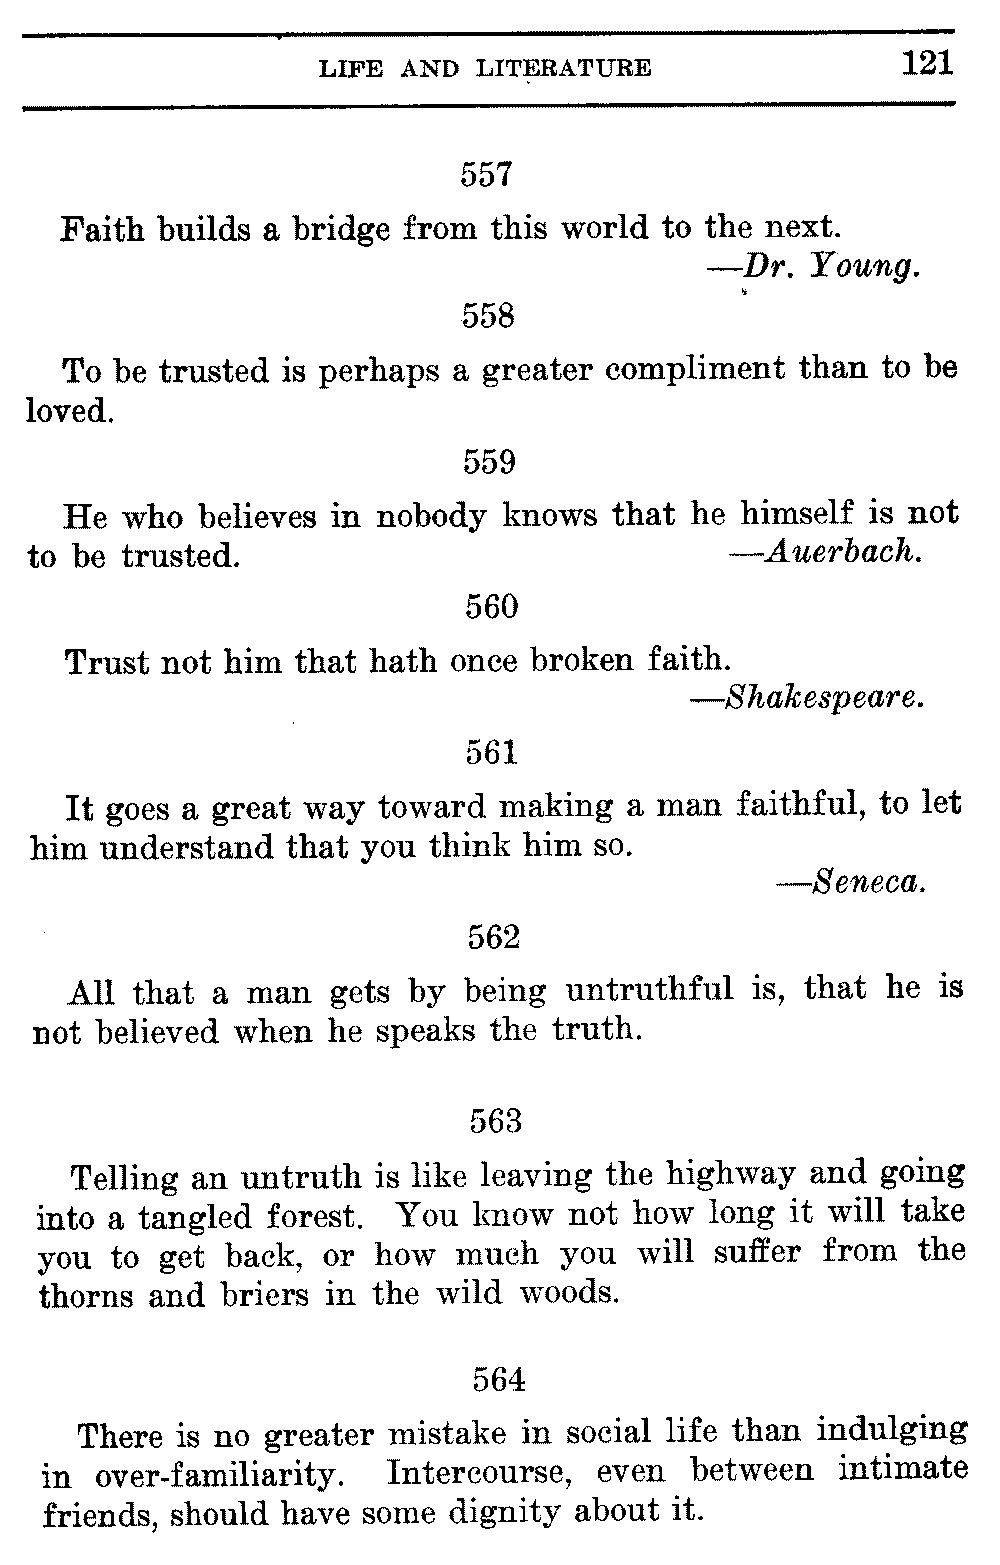 LIFE AND LITERATURE 121
557
Faith builds a bridge from this world to the next.
—Dr. Young.
558
To be trusted is perhaps a greater compliment than to be
loved.
559
He who believes in nobody knows that he himself is not
to be trusted. —Auerbach.
560
Trust not him that hath once broken faith.
—Shakespeare.
561
It goes a great way toward making a man faithful, to let
him understand that you think him so.
—Seneca.
562
All that a man gets by being untruthful is, that he is
not believed when he speaks the truth.
563
Telling an untruth is like leaving the highway and going
into a tangled forest. You know not how long it will take
you to get back, or how much you will suffer from the
thorns and briers in the wild woods.
564
There is no greater mistake in social life than indulging
in over-familiarity. Intercourse, even between intimate
friends, should have some dignity about it.